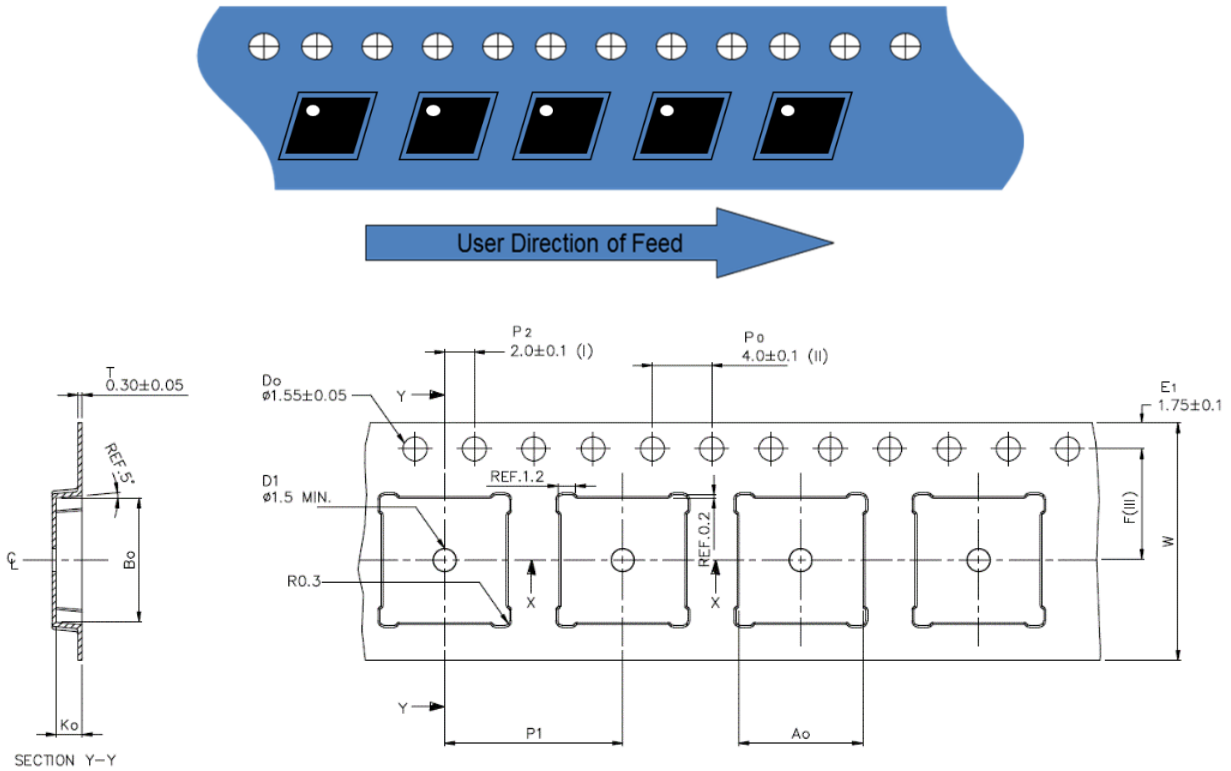 User Direction of Feed
P2
2.0±0.1 (I)
Po
4.0±0.1 (II)
T
0.30±0.05
Do
ø1.55±0.05
Y
E1
1.75±0.1
REF.5°
REF.1.2
D1
ø1.5 MIN.
REF.0.2
F(III)
W
℄
Bo
R0.3
X
X
Y
Ko
P1
Ao
SECTION Y-Y